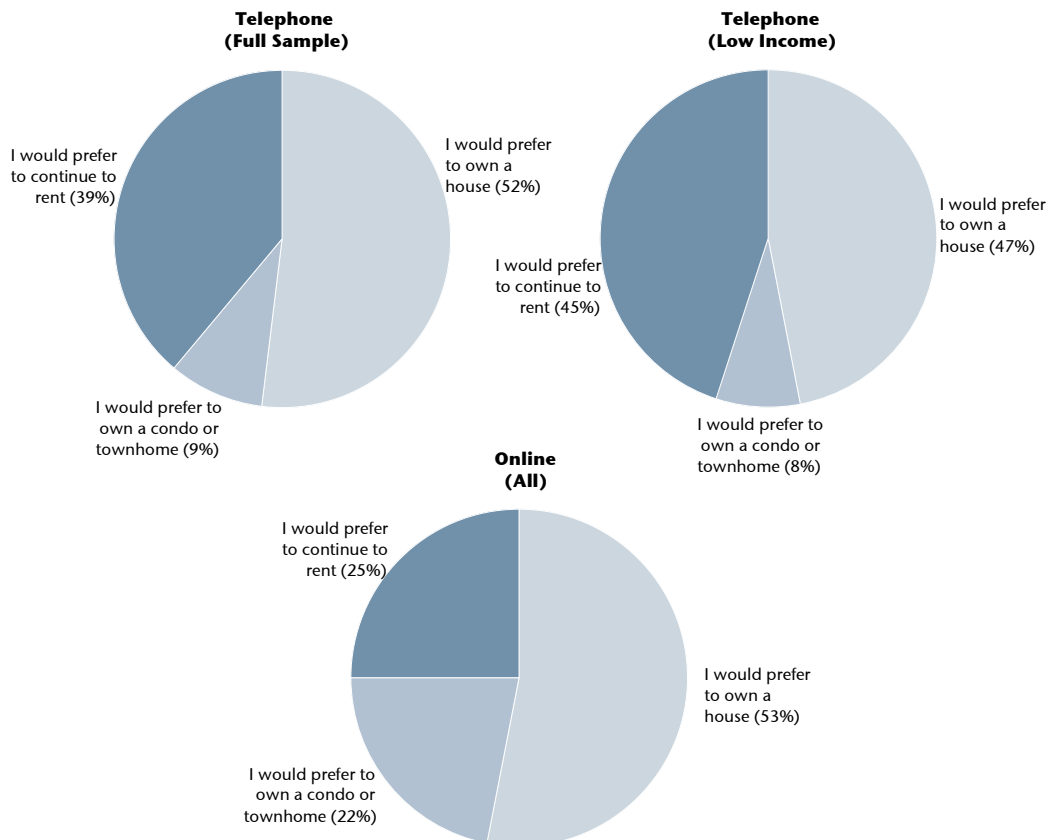 Telephone
(Full Sample)
I would prefer
to continue to
rent (39%)
I would prefer
to own a
house (52%)
I would prefer to
own a condo or
townhome (9%)
Telephone
(Low Income)
I would prefer
to continue to
rent (45%)
I would prefer
to own a
house (47%)
I would prefer to
own a condo or
townhome (8%)
Online
(All)
I would prefer
to continue to
rent (25%)
I would prefer
to own a
house (53%)
I would prefer to
own a condo or
townhome (22%)